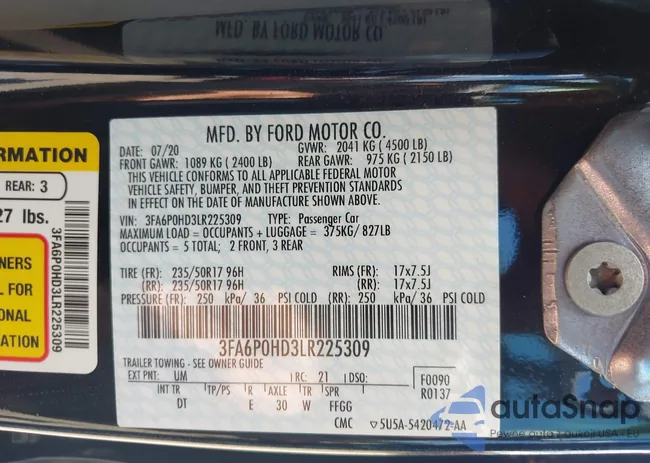 MFD. BY FORD MOTOR CO.
ORMATION
REAR: 3
27 lbs.
3FA6P0HD3LR225309
NERS
L FOR
ONAL
ATION
MFD. BY FORD MOTOR CO.
DATE: 07/20 GVWR: 2041 KG ( 4500 LB)
FRONT GAWR: 1089 KG ( 2400 LB) REAR GAWR: 975 KG ( 2150 LB)
THIS VEHICLE CONFORMS TO ALL APPLICABLE FEDERAL MOTOR
VEHICLE SAFETY, BUMPER, AND THEFT PREVENTION STANDARDS
IN EFFECT ON THE DATE OF MANUFACTURE SHOWN ABOVE.
VIN: 3FA6P0HD3LR225309 TYPE: Passenger Car
MAXIMUM LOAD = OCCUPANTS + LUGGAGE = 375KG/ 827LB
OCCUPANTS = 5 TOTAL; 2 FRONT, 3 REAR
TIRE (FR): 235/50R17 96H RIMS (FR): 17x7.5J
(RR): 235/50R17 96H (RR): 17x7.5J
PRESSURE (FR): 250 kPa/ 36 PSI COLD (RR): 250 kPa/ 36 PSI COLD
3FA6P0HD3LR225309
TRAILER TOWING - SEE OWNER GUIDE
EXT PNT: UM RC: 21 DSO: F0090
R0137
INT TR TP/PS R AXLE TR SPR
DT E 30 W FFGG
CMC ▽5U5A-5420472-AA
autoSnap